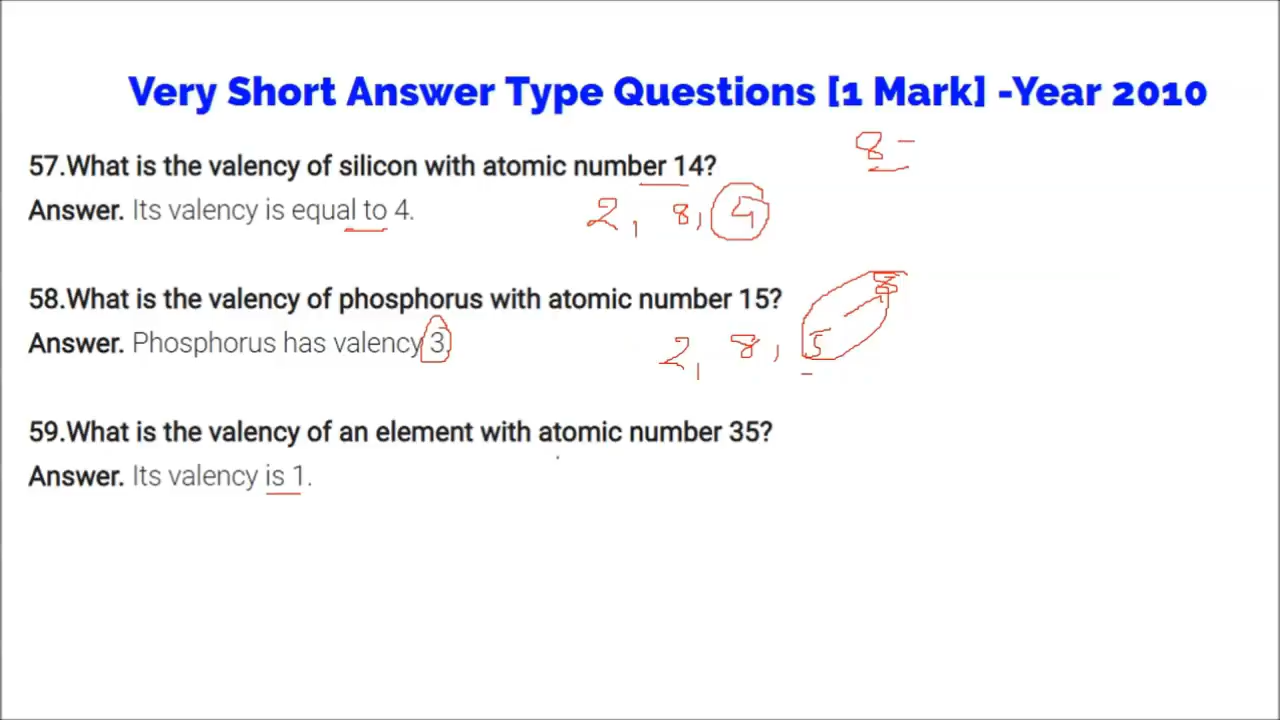 Very Short Answer Type Questions [1 Mark] -Year 2010
8 -
57.What is the valency of silicon with atomic number 14?
Answer. Its valency is equal to 4.
2, 8, 4
58.What is the valency of phosphorus with atomic number 15?
Answer. Phosphorus has valency 3.
2, 8, 5
59.What is the valency of an element with atomic number 35?
Answer. Its valency is 1.